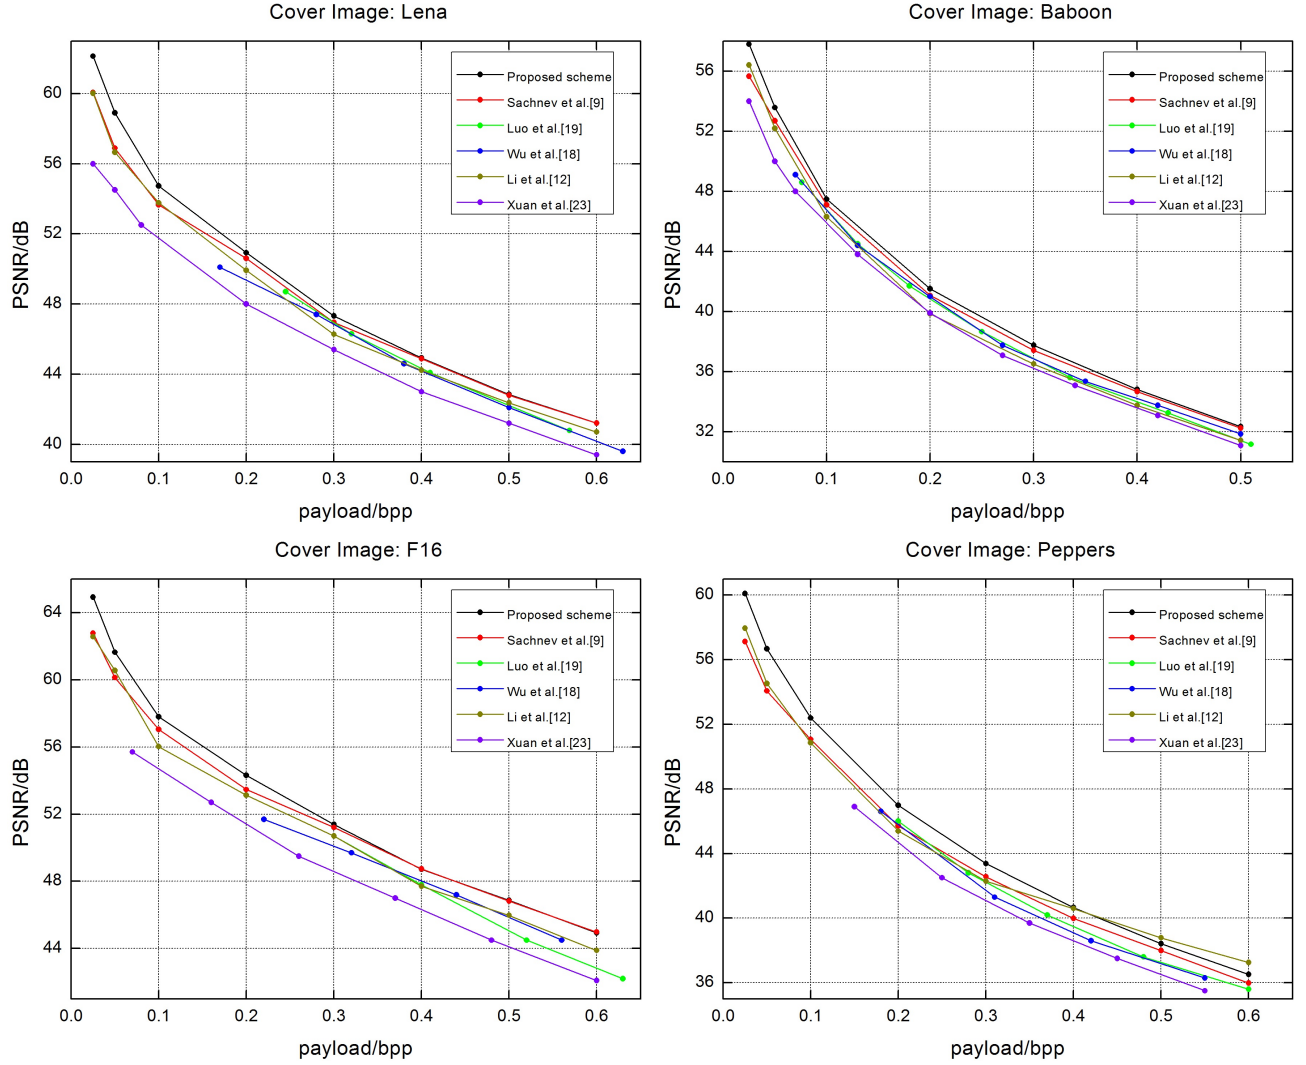 Cover Image: Lena
60
56
52
48
44
40
PSNR/dB
Proposed scheme
Sachnev et al.[9]
Luo et al.[19]
Wu et al.[18]
Li et al.[12]
Xuan et al.[23]
0.0 0.1 0.2 0.3 0.4 0.5 0.6
payload/bpp
Cover Image: Baboon
56
52
48
44
40
36
32
PSNR/dB
Proposed scheme
Sachnev et al.[9]
Luo et al.[19]
Wu et al.[18]
Li et al.[12]
Xuan et al.[23]
0.0 0.1 0.2 0.3 0.4 0.5
payload/bpp
Cover Image: F16
64
60
56
52
48
44
PSNR/dB
Proposed scheme
Sachnev et al.[9]
Luo et al.[19]
Wu et al.[18]
Li et al.[12]
Xuan et al.[23]
0.0 0.1 0.2 0.3 0.4 0.5 0.6
payload/bpp
Cover Image: Peppers
60
56
52
48
44
40
36
PSNR/dB
Proposed scheme
Sachnev et al.[9]
Luo et al.[19]
Wu et al.[18]
Li et al.[12]
Xuan et al.[23]
0.0 0.1 0.2 0.3 0.4 0.5 0.6
payload/bpp